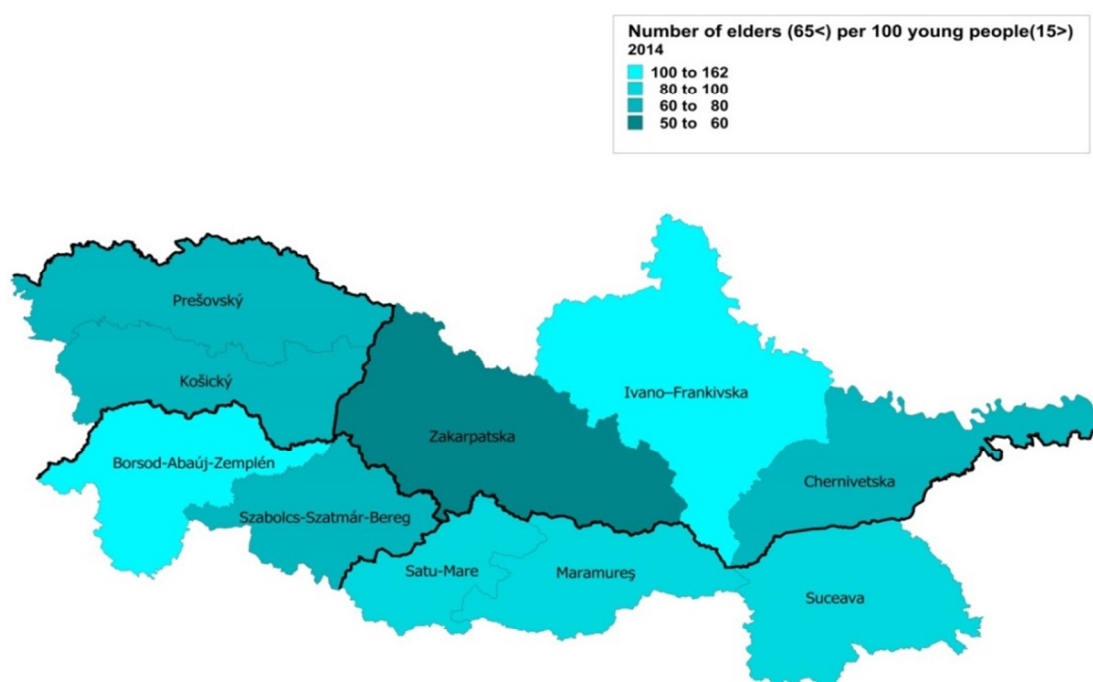 Number of elders (65<) per 100 young people(15>)
2014
100 to 162
80 to 100
60 to 80
50 to 60
Prešovský
Košický
Ivano–Frankivska
Zakarpatska
Borsod-Abaúj-Zemplén
Chernivetska
Szabolcs-Szatmár-Bereg
Satu-Mare
Maramureş
Suceava